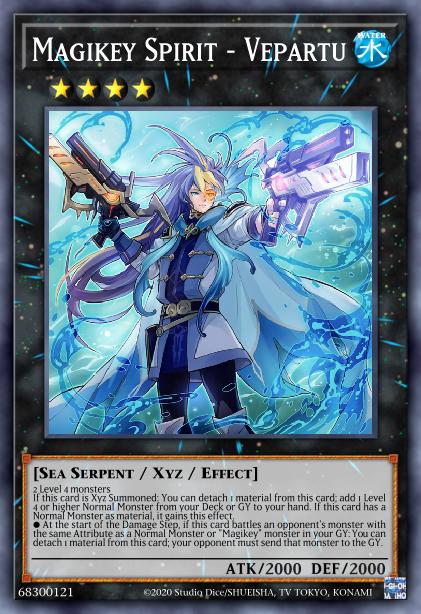 MAGIKEY SPIRIT - VEPARTU
WATER
水
[SEA SERPENT / XYZ / EFFECT]
2 Level 4 monsters
If this card is Xyz Summoned: You can detach 1 material from this card; add 1 Level
4 or higher Normal Monster from your Deck or GY to your hand. If this card has a
Normal Monster as material, it gains this effect.
● At the start of the Damage Step, if this card battles an opponent's monster with
the same Attribute as a Normal Monster or "Magikey" monster in your GY: You can
detach 1 material from this card; your opponent must send that monster to the GY.
ATK/2000 DEF/2000
68300121
©2020 Studio Dice/SHUEISHA, TV TOKYO, KONAMI